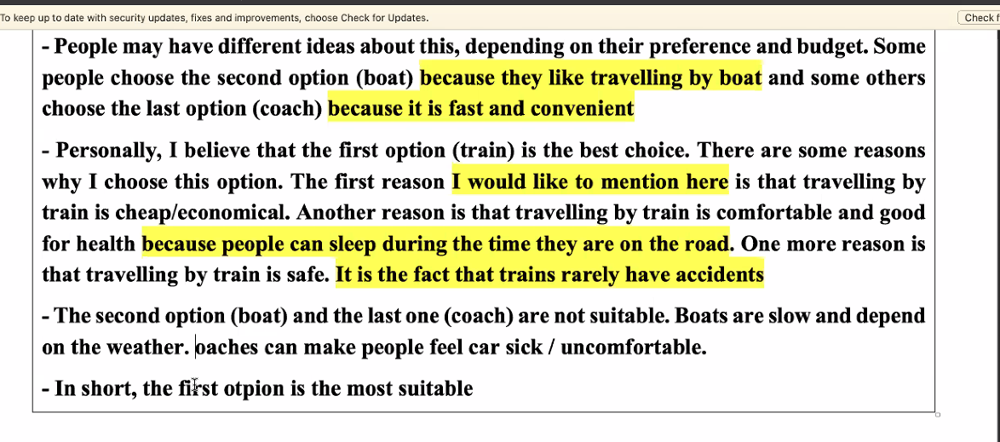 To keep up to date with security updates, fixes and improvements, choose Check for Updates.
Check f
- People may have different ideas about this, depending on their preference and budget. Some
people choose the second option (boat) because they like travelling by boat and some others
choose the last option (coach) because it is fast and convenient
- Personally, I believe that the first option (train) is the best choice. There are some reasons
why I choose this option. The first reason I would like to mention here is that travelling by
train is cheap/economical. Another reason is that travelling by train is comfortable and good
for health because people can sleep during the time they are on the road. One more reason is
that travelling by train is safe. It is the fact that trains rarely have accidents
- The second option (boat) and the last one (coach) are not suitable. Boats are slow and depend
on the weather. oaches can make people feel car sick / uncomfortable.
- In short, the first otpion is the most suitable